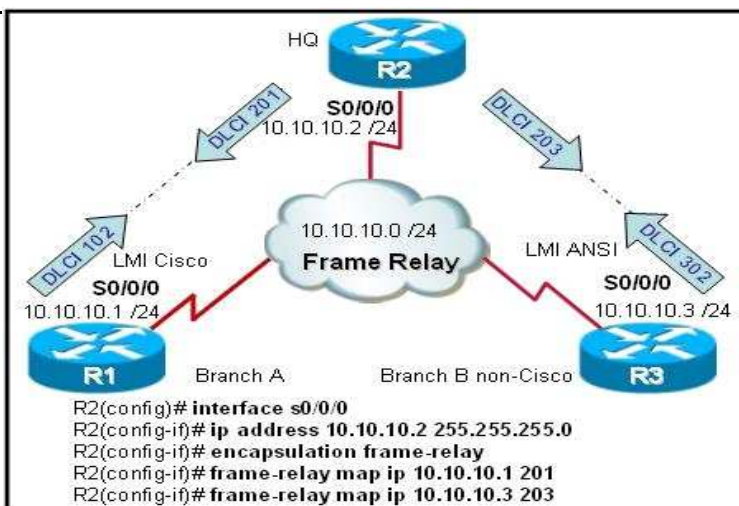 HQ
R2
S0/0/0
10.10.10.2 /24
DLCI 201
DLCI 203
DLCI 102
DLCI 302
10.10.10.0 /24
Frame Relay
LMI Cisco
LMI ANSI
S0/0/0
10.10.10.1 /24
S0/0/0
10.10.10.3 /24
R1
Branch A
Branch B non-Cisco
R3
R2(config)# interface s0/0/0
R2(config-if)# ip address 10.10.10.2 255.255.255.0
R2(config-if)# encapsulation frame-relay
R2(config-if)# frame-relay map ip 10.10.10.1 201
R2(config-if)# frame-relay map ip 10.10.10.3 203